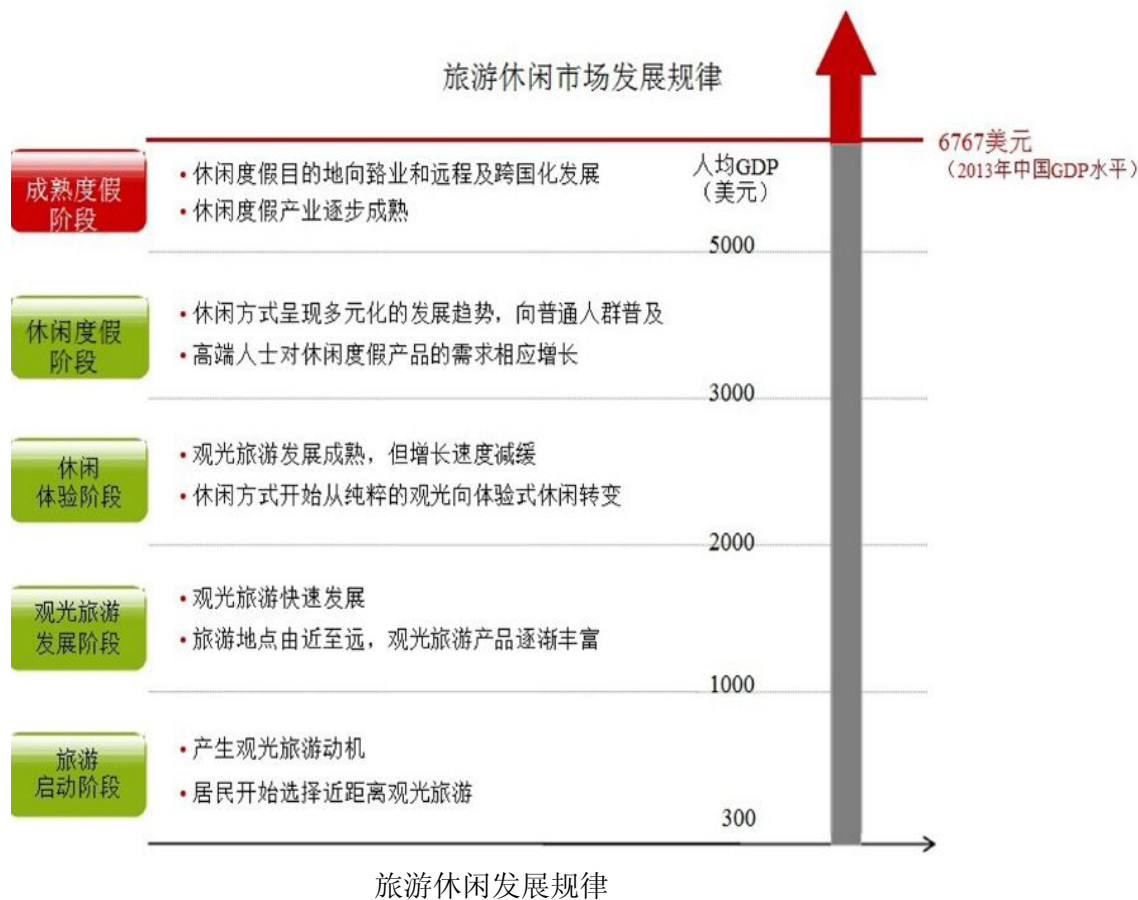 旅游休闲市场发展规律
6767美元
（2013年中国GDP水平）
成熟度假
阶段
•休闲度假目的地向臵业和远程及跨国化发展
•休闲度假产业逐步成熟
人均GDP
（美元）
5000
休闲度假
阶段
•休闲方式呈现多元化的发展趋势，向普通人群普及
•高端人士对休闲度假产品的需求相应增长
3000
休闲
体验阶段
•观光旅游发展成熟，但增长速度减缓
•休闲方式开始从纯粹的观光向体验式休闲转变
2000
观光旅游
发展阶段
•观光旅游快速发展
•旅游地点由近至远，观光旅游产品逐渐丰富
1000
旅游
启动阶段
•产生观光旅游动机
•居民开始选择近距离观光旅游
300
旅游休闲发展规律